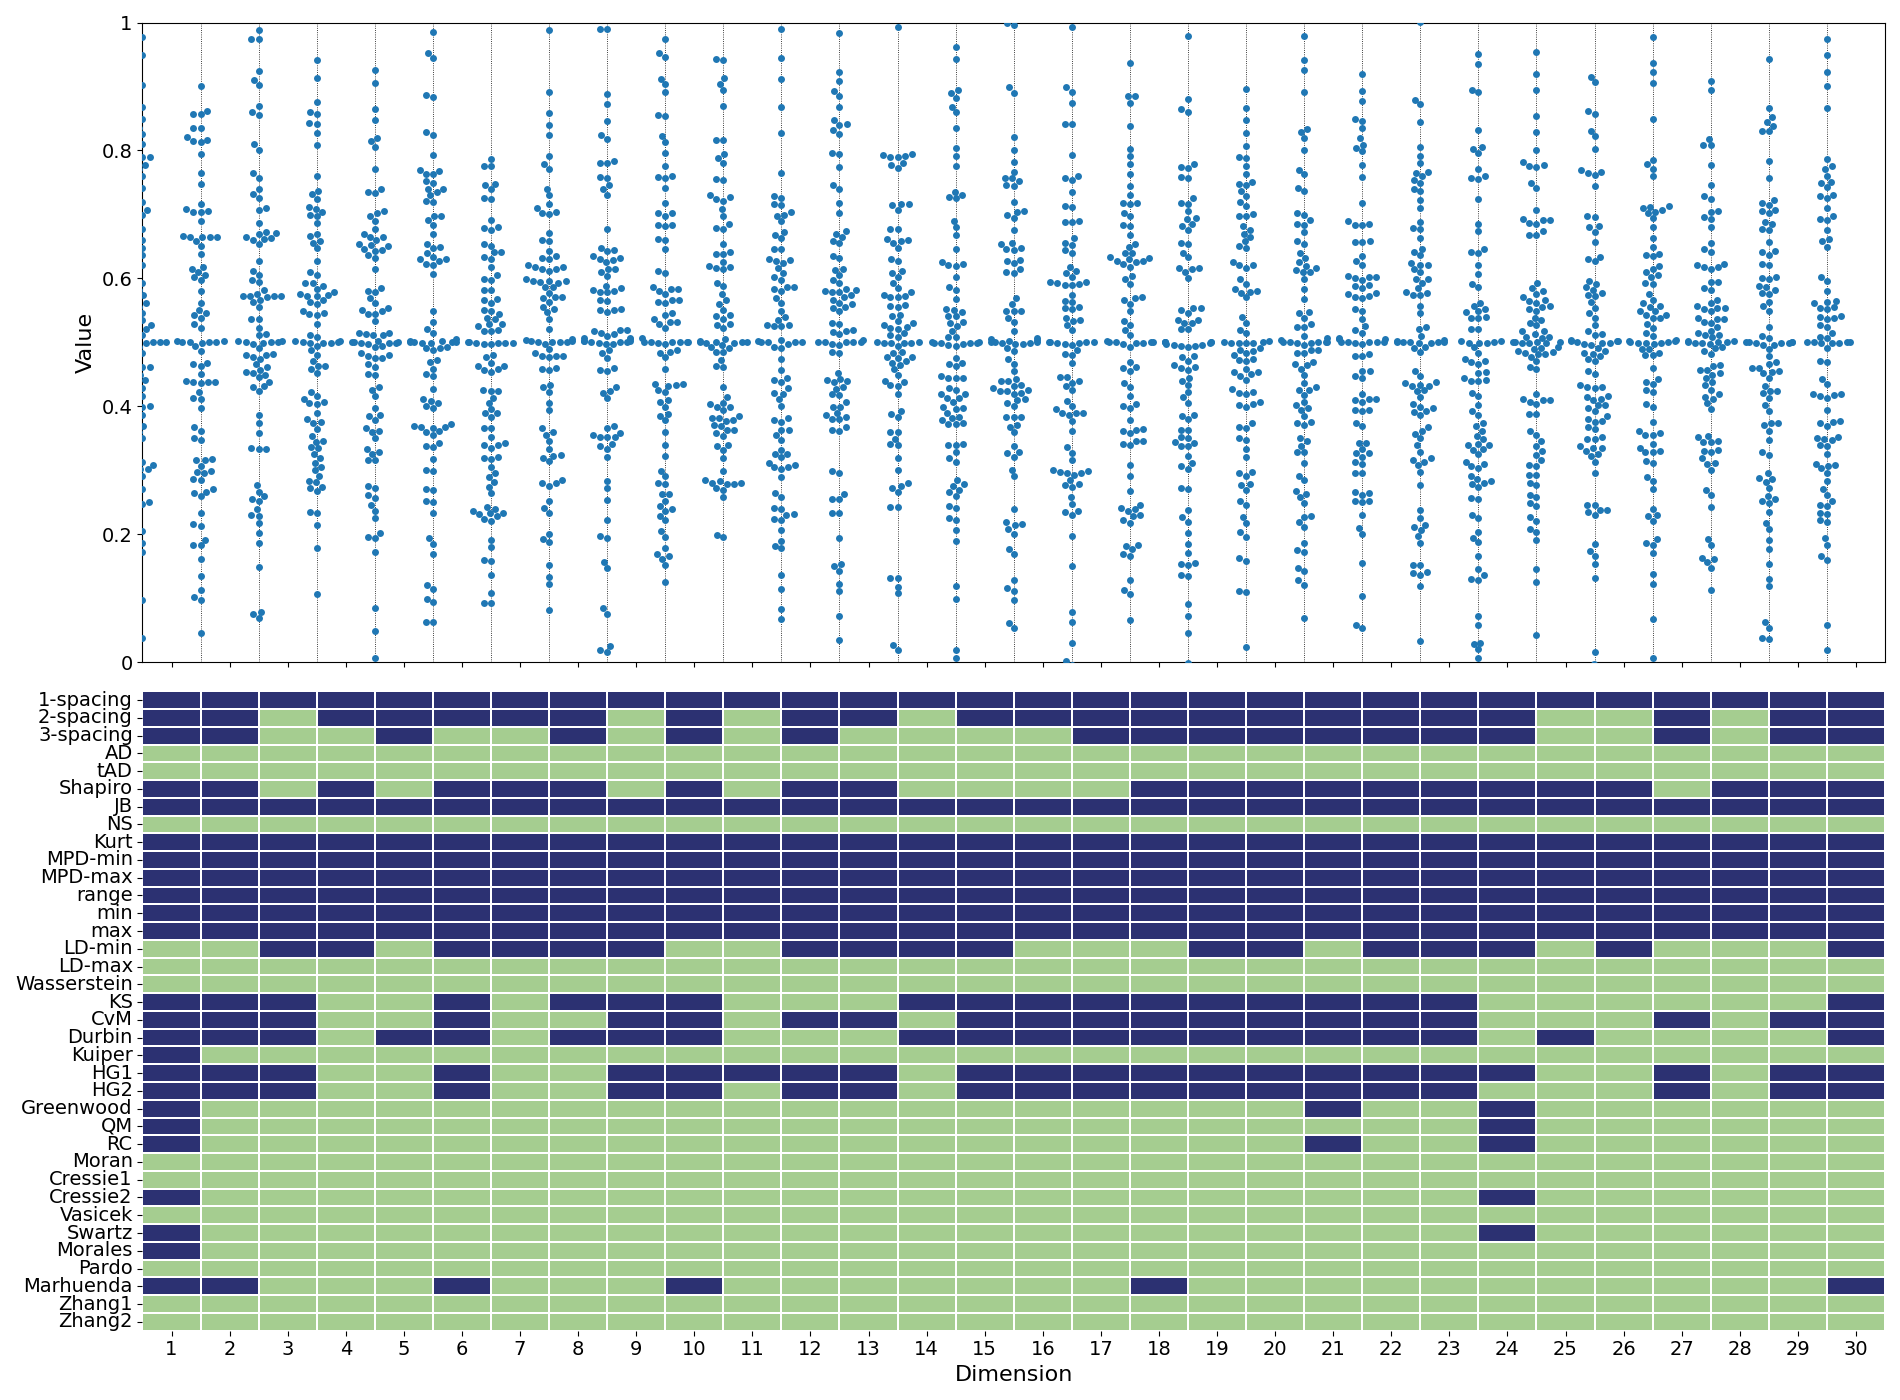 1
0.8
0.6
0.4
0.2
0
Value
1-spacing
2-spacing
3-spacing
AD
tAD
Shapiro
JB
NS
Kurt
MPD-min
MPD-max
range
min
max
LD-min
LD-max
Wasserstein
KS
CvM
Durbin
Kuiper
HG1
HG2
Greenwood
QM
RC
Moran
Cressie1
Cressie2
Vasicek
Swartz
Morales
Pardo
Marhuenda
Zhang1
Zhang2
1 2 3 4 5 6 7 8 9 10 11 12 13 14 15 16 17 18 19 20 21 22 23 24 25 26 27 28 29 30
Dimension